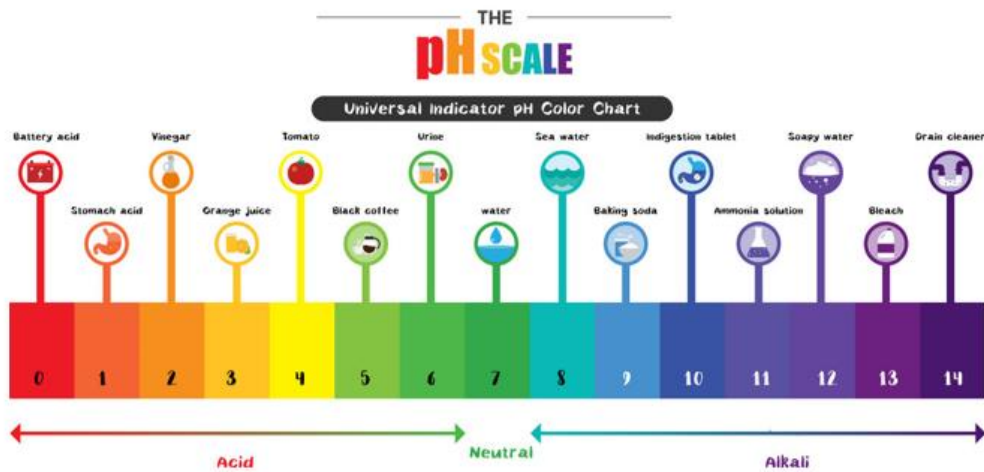 THE
pH SCALE
Universal Indicator pH Color Chart
Battery acid
Vinegar
Tomato
Urine
Sea water
Indigestion tablet
Soapy water
Drain cleaner
Stomach acid
Orange juice
Black coffee
water
Baking soda
Ammonia solution
Bleach
0 1 2 3 4 5 6 7 8 9 10 11 12 13 14
Acid
Neutral
Alkali